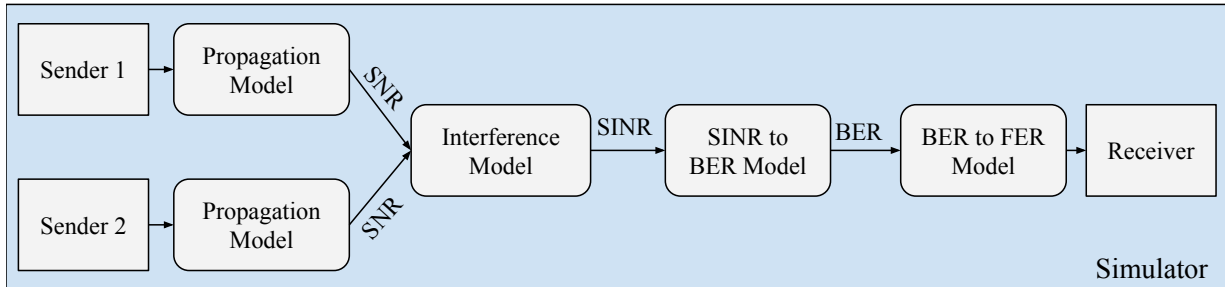 Sender 1
Propagation
Model
SNR
Sender 2
Propagation
Model
SNR
Interference
Model
SINR
SINR to
BER Model
BER
BER to FER
Model
Receiver
Simulator